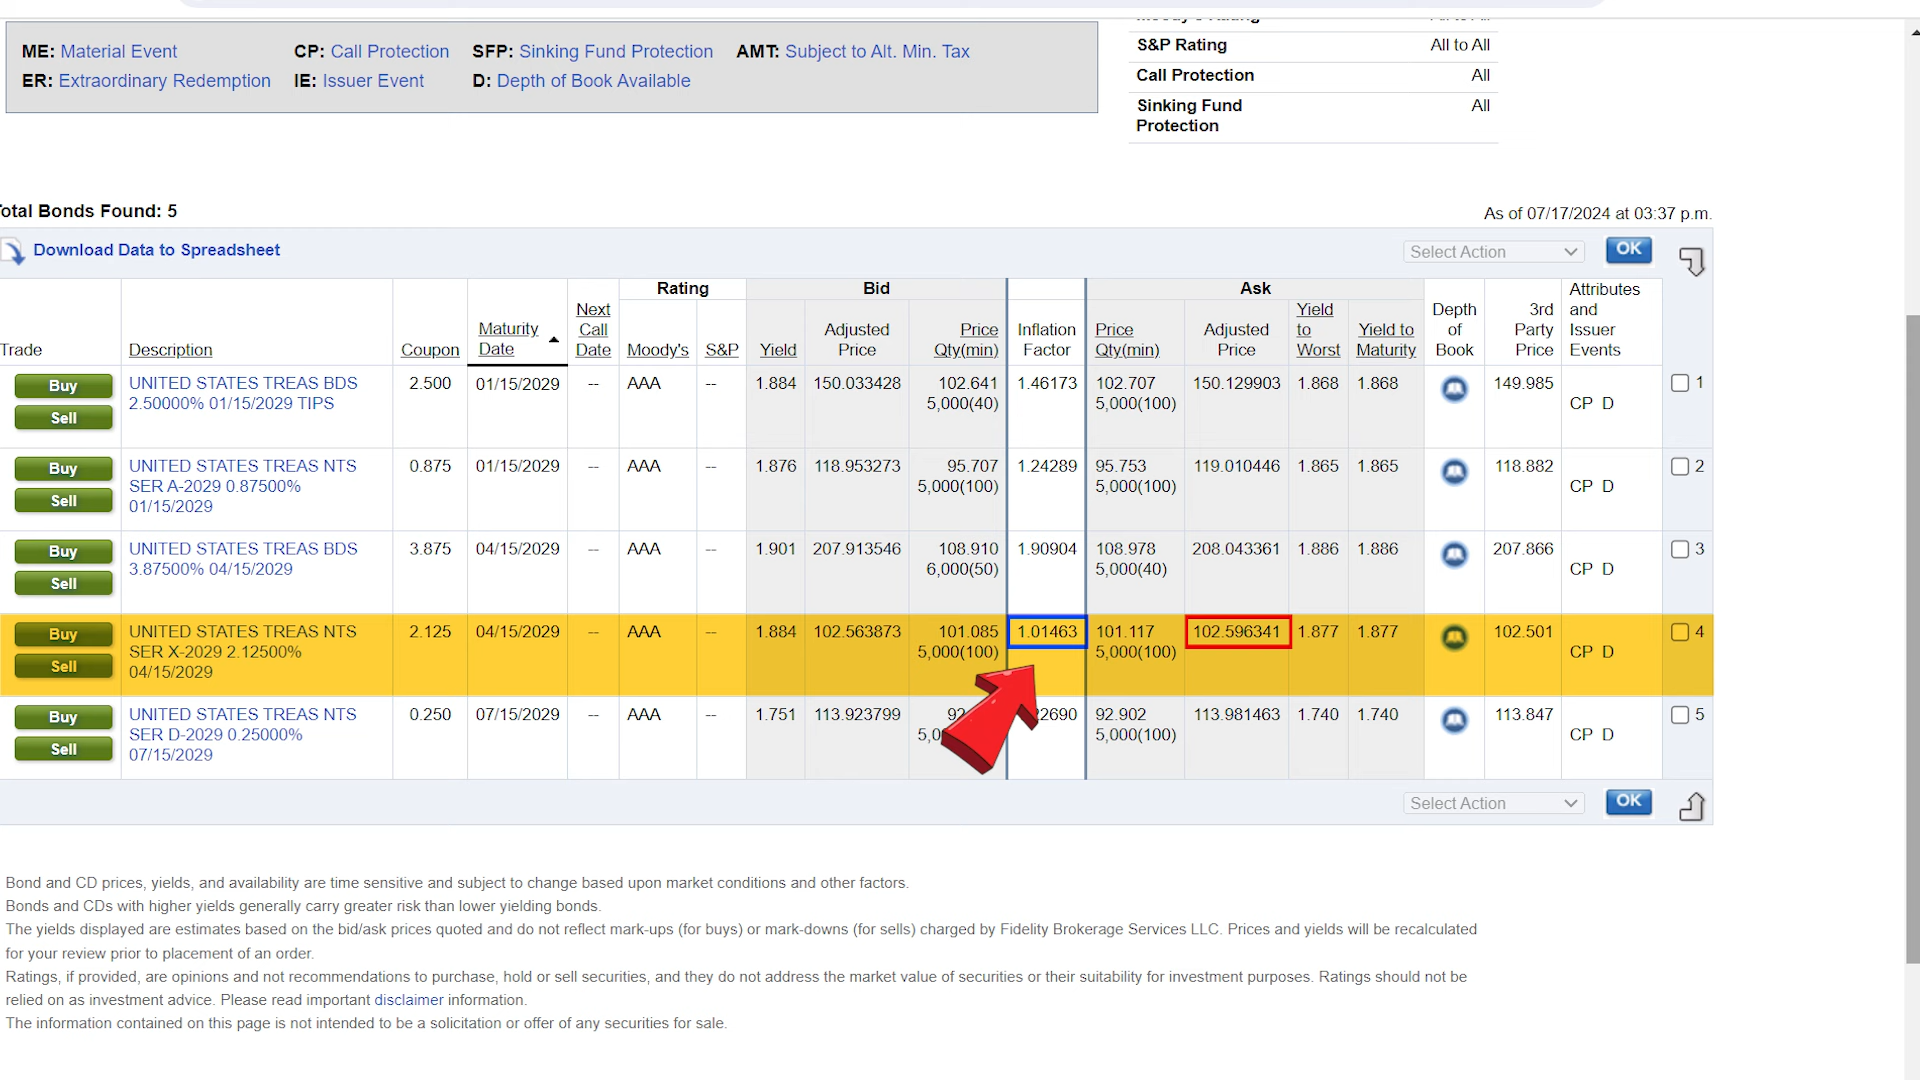 ME: Material Event CP: Call Protection SFP: Sinking Fund Protection AMT: Subject to Alt. Min. Tax
ER: Extraordinary Redemption IE: Issuer Event D: Depth of Book Available
S&P Rating All to All
Call Protection All
Sinking Fund All
Protection
otal Bonds Found: 5
As of 07/17/2024 at 03:37 p.m.
Download Data to Spreadsheet Select Action OK
Rating Bid Ask
Trade Description Coupon Maturity Date Next Call Date Moody's S&P Yield Adjusted Price Price Qty(min) Inflation Factor Price Qty(min) Adjusted Price Yield to Worst Yield to Maturity Depth of Book 3rd Party Price Attributes and Issuer Events
Buy UNITED STATES TREAS BDS 2.500 01/15/2029 -- AAA -- 1.884 150.033428 102.641 1.46173 102.707 150.129903 1.868 1.868 149.985 1
2.50000% 01/15/2029 TIPS 5,000(40) 5,000(100) CP D
Sell
Buy UNITED STATES TREAS NTS 0.875 01/15/2029 -- AAA -- 1.876 118.953273 95.707 1.24289 95.753 119.010446 1.865 1.865 118.882 2
SER A-2029 0.87500% 5,000(100) 5,000(100) CP D
Sell 01/15/2029
Buy UNITED STATES TREAS BDS 3.875 04/15/2029 -- AAA -- 1.901 207.913546 108.910 1.90904 108.978 208.043361 1.886 1.886 207.866 3
3.87500% 04/15/2029 6,000(50) 5,000(40) CP D
Sell
Buy UNITED STATES TREAS NTS 2.125 04/15/2029 -- AAA -- 1.884 102.563873 101.085 1.01463 101.117 102.596341 1.877 1.877 102.501 4
SER X-2029 2.12500% 5,000(100) 5,000(100) CP D
Sell 04/15/2029
Buy UNITED STATES TREAS NTS 0.250 07/15/2029 -- AAA -- 1.751 113.923799 92. 2690 92.902 113.981463 1.740 1.740 113.847 5
SER D-2029 0.25000% 5,0 5,000(100) CP D
Sell 07/15/2029
Select Action OK
Bond and CD prices, yields, and availability are time sensitive and subject to change based upon market conditions and other factors.
Bonds and CDs with higher yields generally carry greater risk than lower yielding bonds.
The yields displayed are estimates based on the bid/ask prices quoted and do not reflect mark-ups (for buys) or mark-downs (for sells) charged by Fidelity Brokerage Services LLC. Prices and yields will be recalculated
for your review prior to placement of an order.
Ratings, if provided, are opinions and not recommendations to purchase, hold or sell securities, and they do not address the market value of securities or their suitability for investment purposes. Ratings should not be
relied on as investment advice. Please read important disclaimer information.
The information contained on this page is not intended to be a solicitation or offer of any securities for sale.